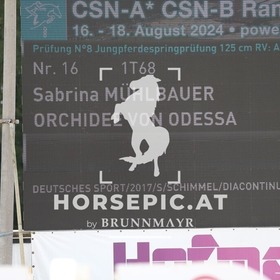 CSN-A* CSN-B Ran
16. - 18. August 2024 • powe
Prüfung N°8 Jungpferdespringprüfung 125 cm RV: A
Nr. 16 1T68
Sabrina MÜHLBAUER
ORCHIDEE VON ODESSA
DEUTSCHES SPORT/2017/S/SCHIMMEL/DIACONTINU
HORSEPIC.AT
by BRUNNMAYR